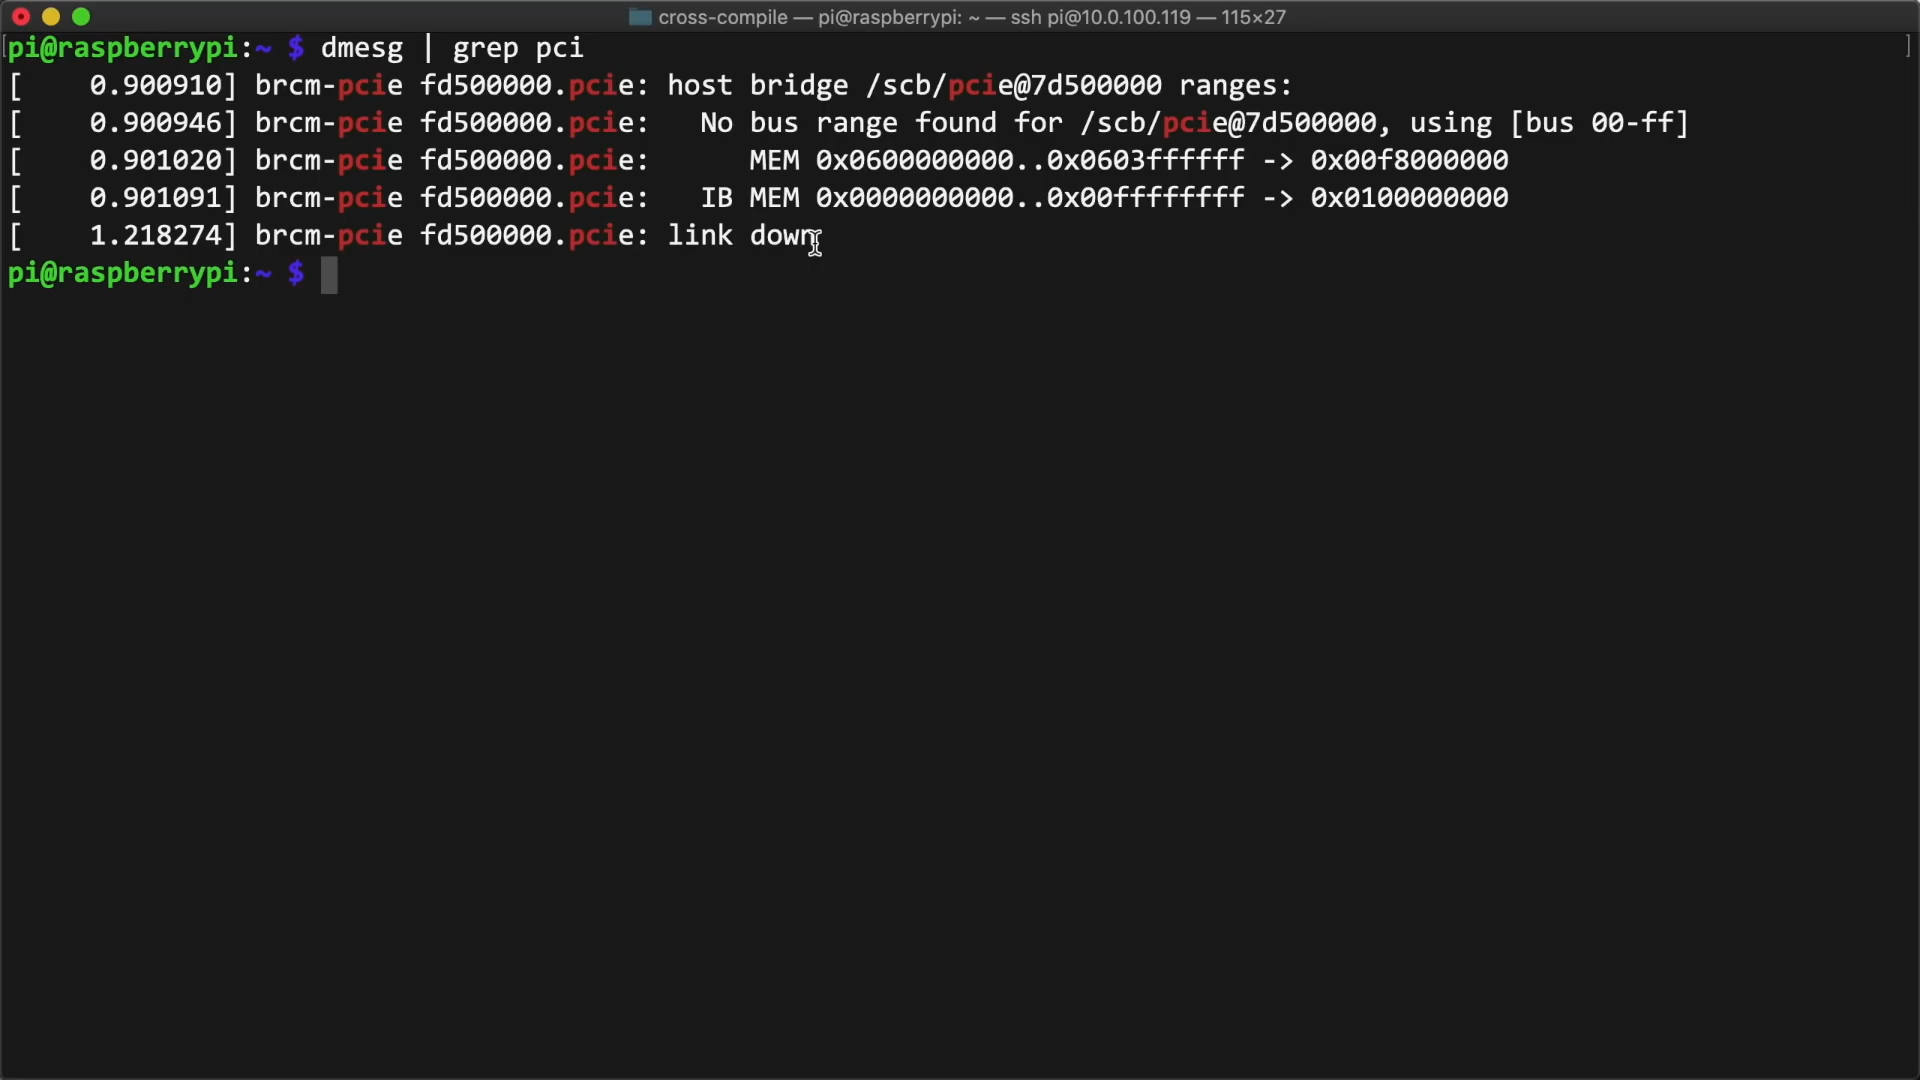 cross-compile — pi@raspberrypi: ~ — ssh pi@10.0.100.119 — 115×27
pi@raspberrypi:~ $ dmesg | grep pci
[    0.900910] brcm-pcie fd500000.pcie: host bridge /scb/pcie@7d500000 ranges:
[    0.900946] brcm-pcie fd500000.pcie:   No bus range found for /scb/pcie@7d500000, using [bus 00-ff]
[    0.901020] brcm-pcie fd500000.pcie:      MEM 0x0600000000..0x0603ffffff -> 0x00f8000000
[    0.901091] brcm-pcie fd500000.pcie:   IB MEM 0x0000000000..0x00ffffffff -> 0x0100000000
[    1.218274] brcm-pcie fd500000.pcie: link down
pi@raspberrypi:~ $